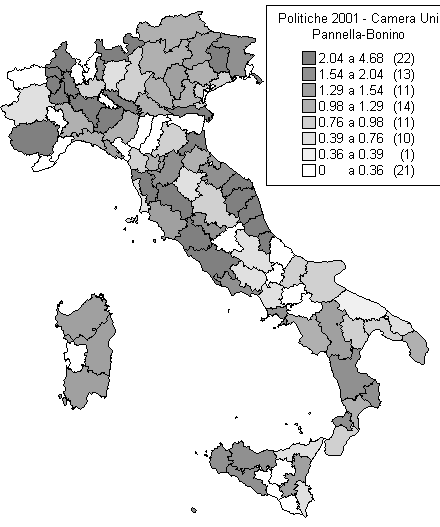 Politiche 2001 - Camera Uni
Pannella-Bonino
2.04 a 4.68 (22)
1.54 a 2.04 (13)
1.29 a 1.54 (11)
0.98 a 1.29 (14)
0.76 a 0.98 (11)
0.39 a 0.76 (10)
0.36 a 0.39 (1)
0 a 0.36 (21)